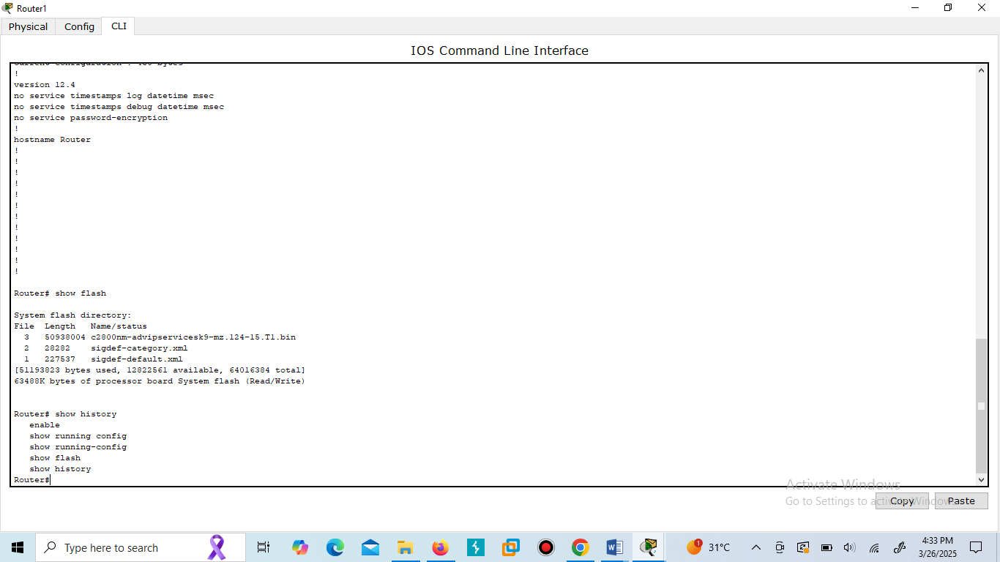 Router1
Physical Config CLI
IOS Command Line Interface
!
version 12.4
no service timestamps log datetime msec
no service timestamps debug datetime msec
no service password-encryption
!
hostname Router
!
!
!
!
!
!
!
!
!
!
!
!
Router# show flash
System flash directory:
File Length Name/status
3 50938004 c2800nm-advipservicesk9-mz.124-15.T1.bin
2 28282 sigdef-category.xml
1 227537 sigdef-default.xml
[51193823 bytes used, 12822561 available, 64016384 total]
63488K bytes of processor board System flash (Read/Write)
Router# show history
enable
show running config
show running-config
show flash
show history
Router#
Activate Windows
Go to Settings to activate Windows.
Copy Paste
Type here to search
1
31°C
4:33 PM
3/26/2025